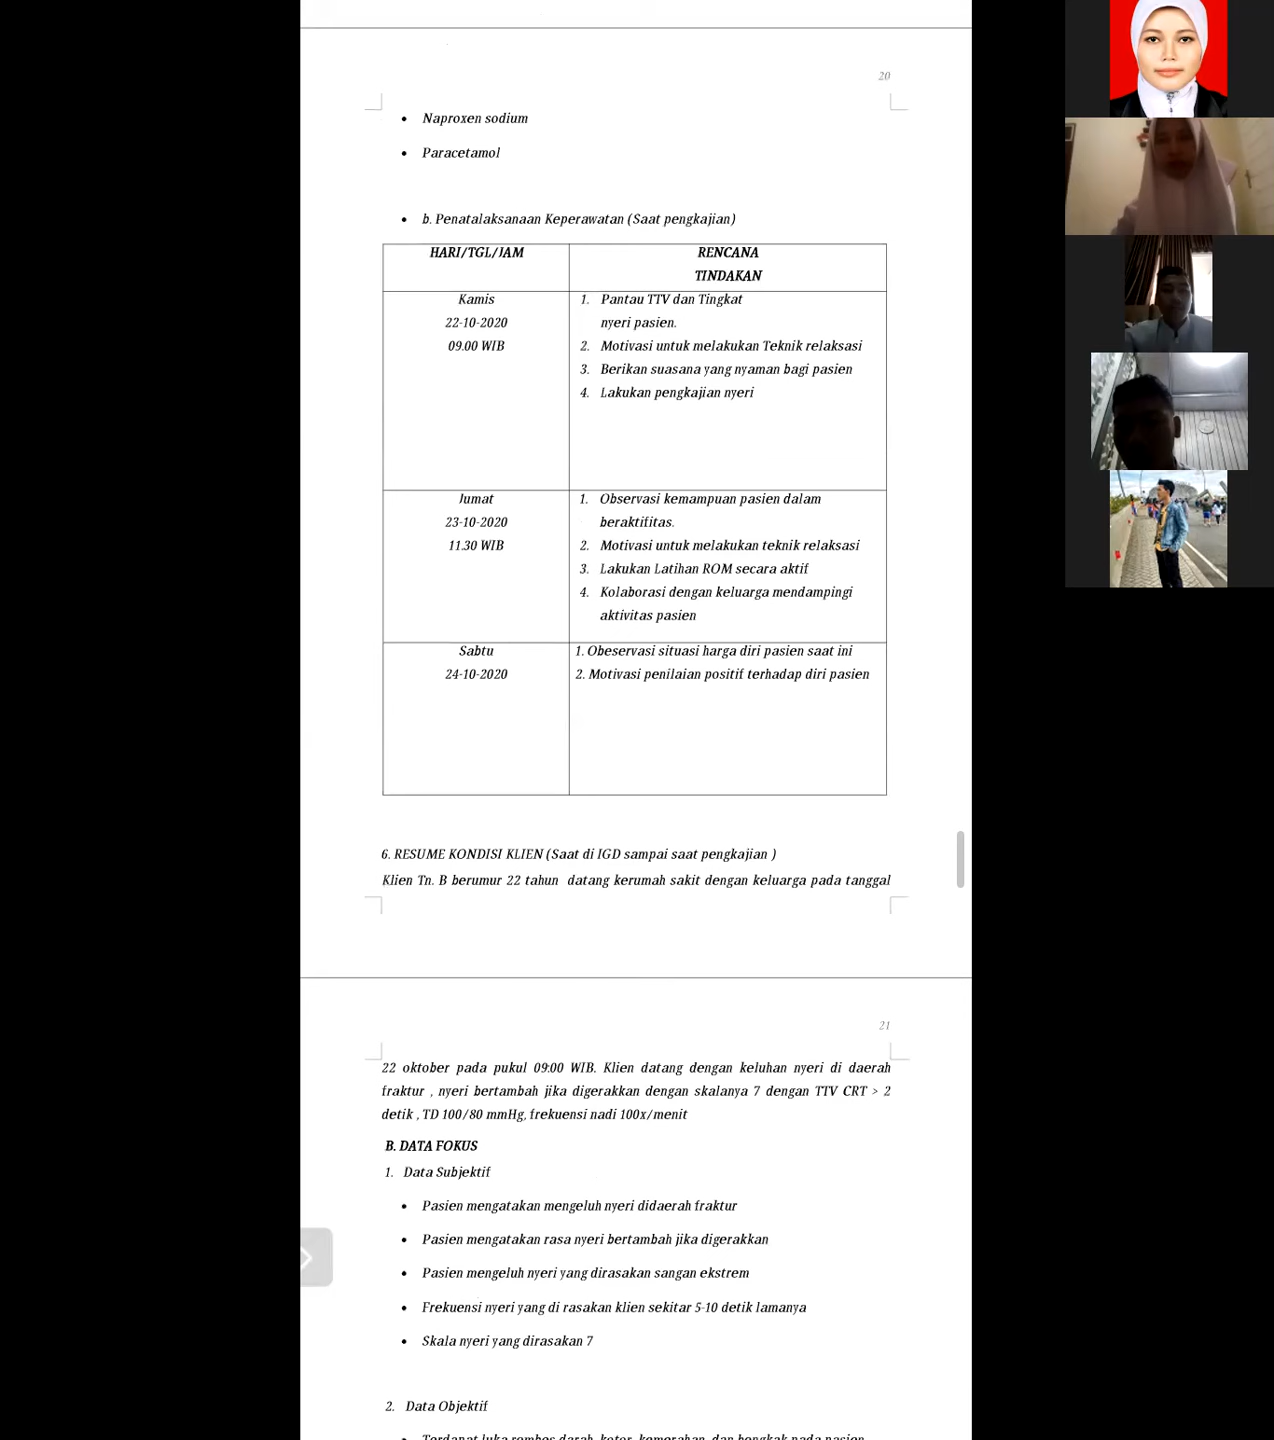 20
• Naproxen sodium
• Paracetamol
• b. Penatalaksanaan Keperawatan (Saat pengkajian)
HARI/TGL/JAM
RENCANA
TINDAKAN
Kamis
22-10-2020
09.00 WIB
1. Pantau TTV dan Tingkat
nyeri pasien.
2. Motivasi untuk melakukan Teknik relaksasi
3. Berikan suasana yang nyaman bagi pasien
4. Lakukan pengkajian nyeri
Jumat
23-10-2020
11.30 WIB
1. Observasi kemampuan pasien dalam
beraktifitas.
2. Motivasi untuk melakukan teknik relaksasi
3. Lakukan Latihan ROM secara aktif
4. Kolaborasi dengan keluarga mendampingi
aktivitas pasien
Sabtu
24-10-2020
1. Obeservasi situasi harga diri pasien saat ini
2. Motivasi penilaian positif terhadap diri pasien
6. RESUME KONDISI KLIEN (Saat di IGD sampai saat pengkajian )
Klien Tn. B berumur 22 tahun datang kerumah sakit dengan keluarga pada tanggal
21
22 oktober pada pukul 09:00 WIB. Klien datang dengan keluhan nyeri di daerah
fraktur , nyeri bertambah jika digerakkan dengan skalanya 7 dengan TTV CRT > 2
detik , TD 100/80 mmHg, frekuensi nadi 100x/menit
B. DATA FOKUS
1. Data Subjektif
• Pasien mengatakan mengeluh nyeri didaerah fraktur
• Pasien mengatakan rasa nyeri bertambah jika digerakkan
• Pasien mengeluh nyeri yang dirasakan sangan ekstrem
• Frekuensi nyeri yang di rasakan klien sekitar 5-10 detik lamanya
• Skala nyeri yang dirasakan 7
2. Data Objektif
• Terdapat luka rembes darah, kotor, kemerahan, dan bengkak pada pasien